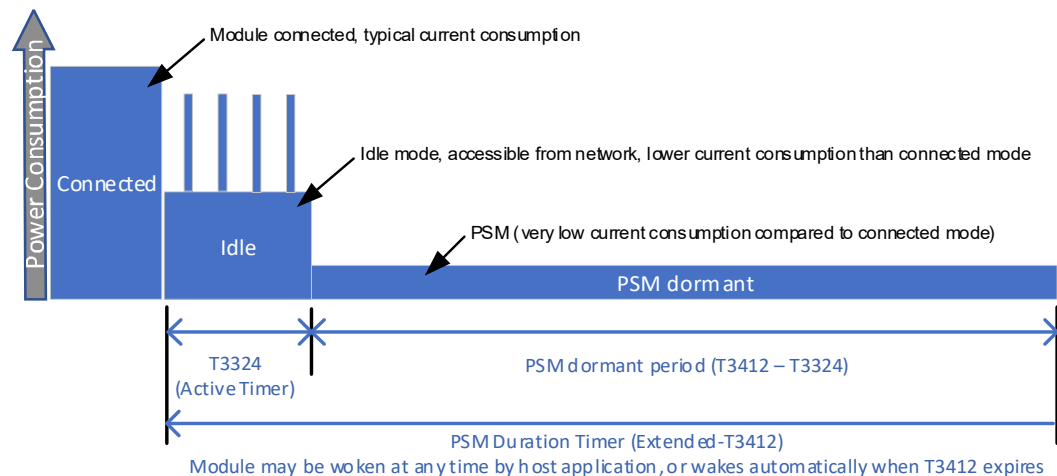 Module connected, typical current consumption
Power Consumption
Connected
Idle mode, accessible from network, lower current consumption than connected mode
Idle
PSM (very low current consumption compared to connected mode)
PSM dormant
T3324
(Active Timer)
PSM dormant period (T3412 – T3324)
PSM Duration Timer (Extended-T3412)
Module may be woken at any time by host application, or wakes automatically when T3412 expires